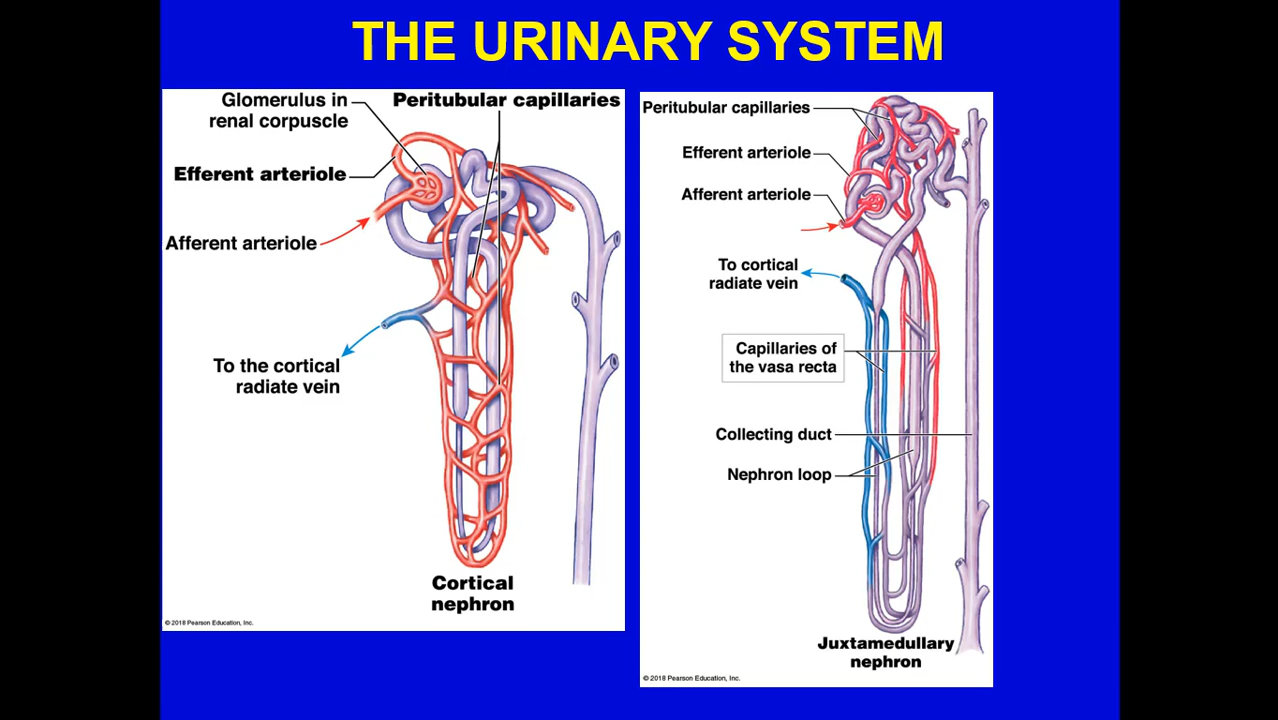 THE URINARY SYSTEM
Glomerulus in
renal corpuscle
Peritubular capillaries
Efferent arteriole
Afferent arteriole
To the cortical
radiate vein
Cortical
nephron
© 2018 Pearson Education, Inc.
Peritubular capillaries
Efferent arteriole
Afferent arteriole
To cortical
radiate vein
Capillaries of
the vasa recta
Collecting duct
Nephron loop
Juxtamedullary
nephron
© 2018 Pearson Education, Inc.